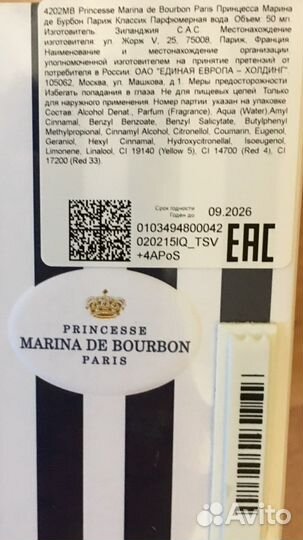 4202MB Princesse Marina de Bourbon Paris Принцесса Марина
де Бурбон Париж Классик Парфюмерная вода Объем: 50 мл.
Изготовитель Зиланджия С.А.С. Местонахождение
изготовителя ул. Жорж V, 25, 75008, Париж, Франция
Наименование и местонахождение организации
уполномоченной изготовителем на принятие претензий от
потребителя в России: ОАО "ЕДИНАЯ ЕВРОПА – ХОЛДИНГ",
105062, Москва, ул. Машкова, д.1. Меры предосторожности:
Избегать попадания в глаза. Не для пищевых целей. Только
для наружного применения. Номер партии указан на упаковке
Состав: Alcohol Denat., Parfum (Fragrance), Aqua (Water), Amyl
Cinnamal, Benzyl Benzoate, Benzyl Salicytate, Butylphenyl
Methylpropional, Cinnamyl Alcohol, Citronellol, Coumarin, Eugenol,
Geraniol, Hexyl Cinnamal, Hydroxycitronellal, Isoeugenol,
Limonene, Linalool, CI 19140 (Yellow 5), CI 14700 (Red 4), CI
17200 (Red 33).
Срок годности
Годен до
09.2026
0103494800042
020215IQ_TSV
+4APoS
EAC
PRINCESSE
MARINA DE BOURBON
PARIS
Avito